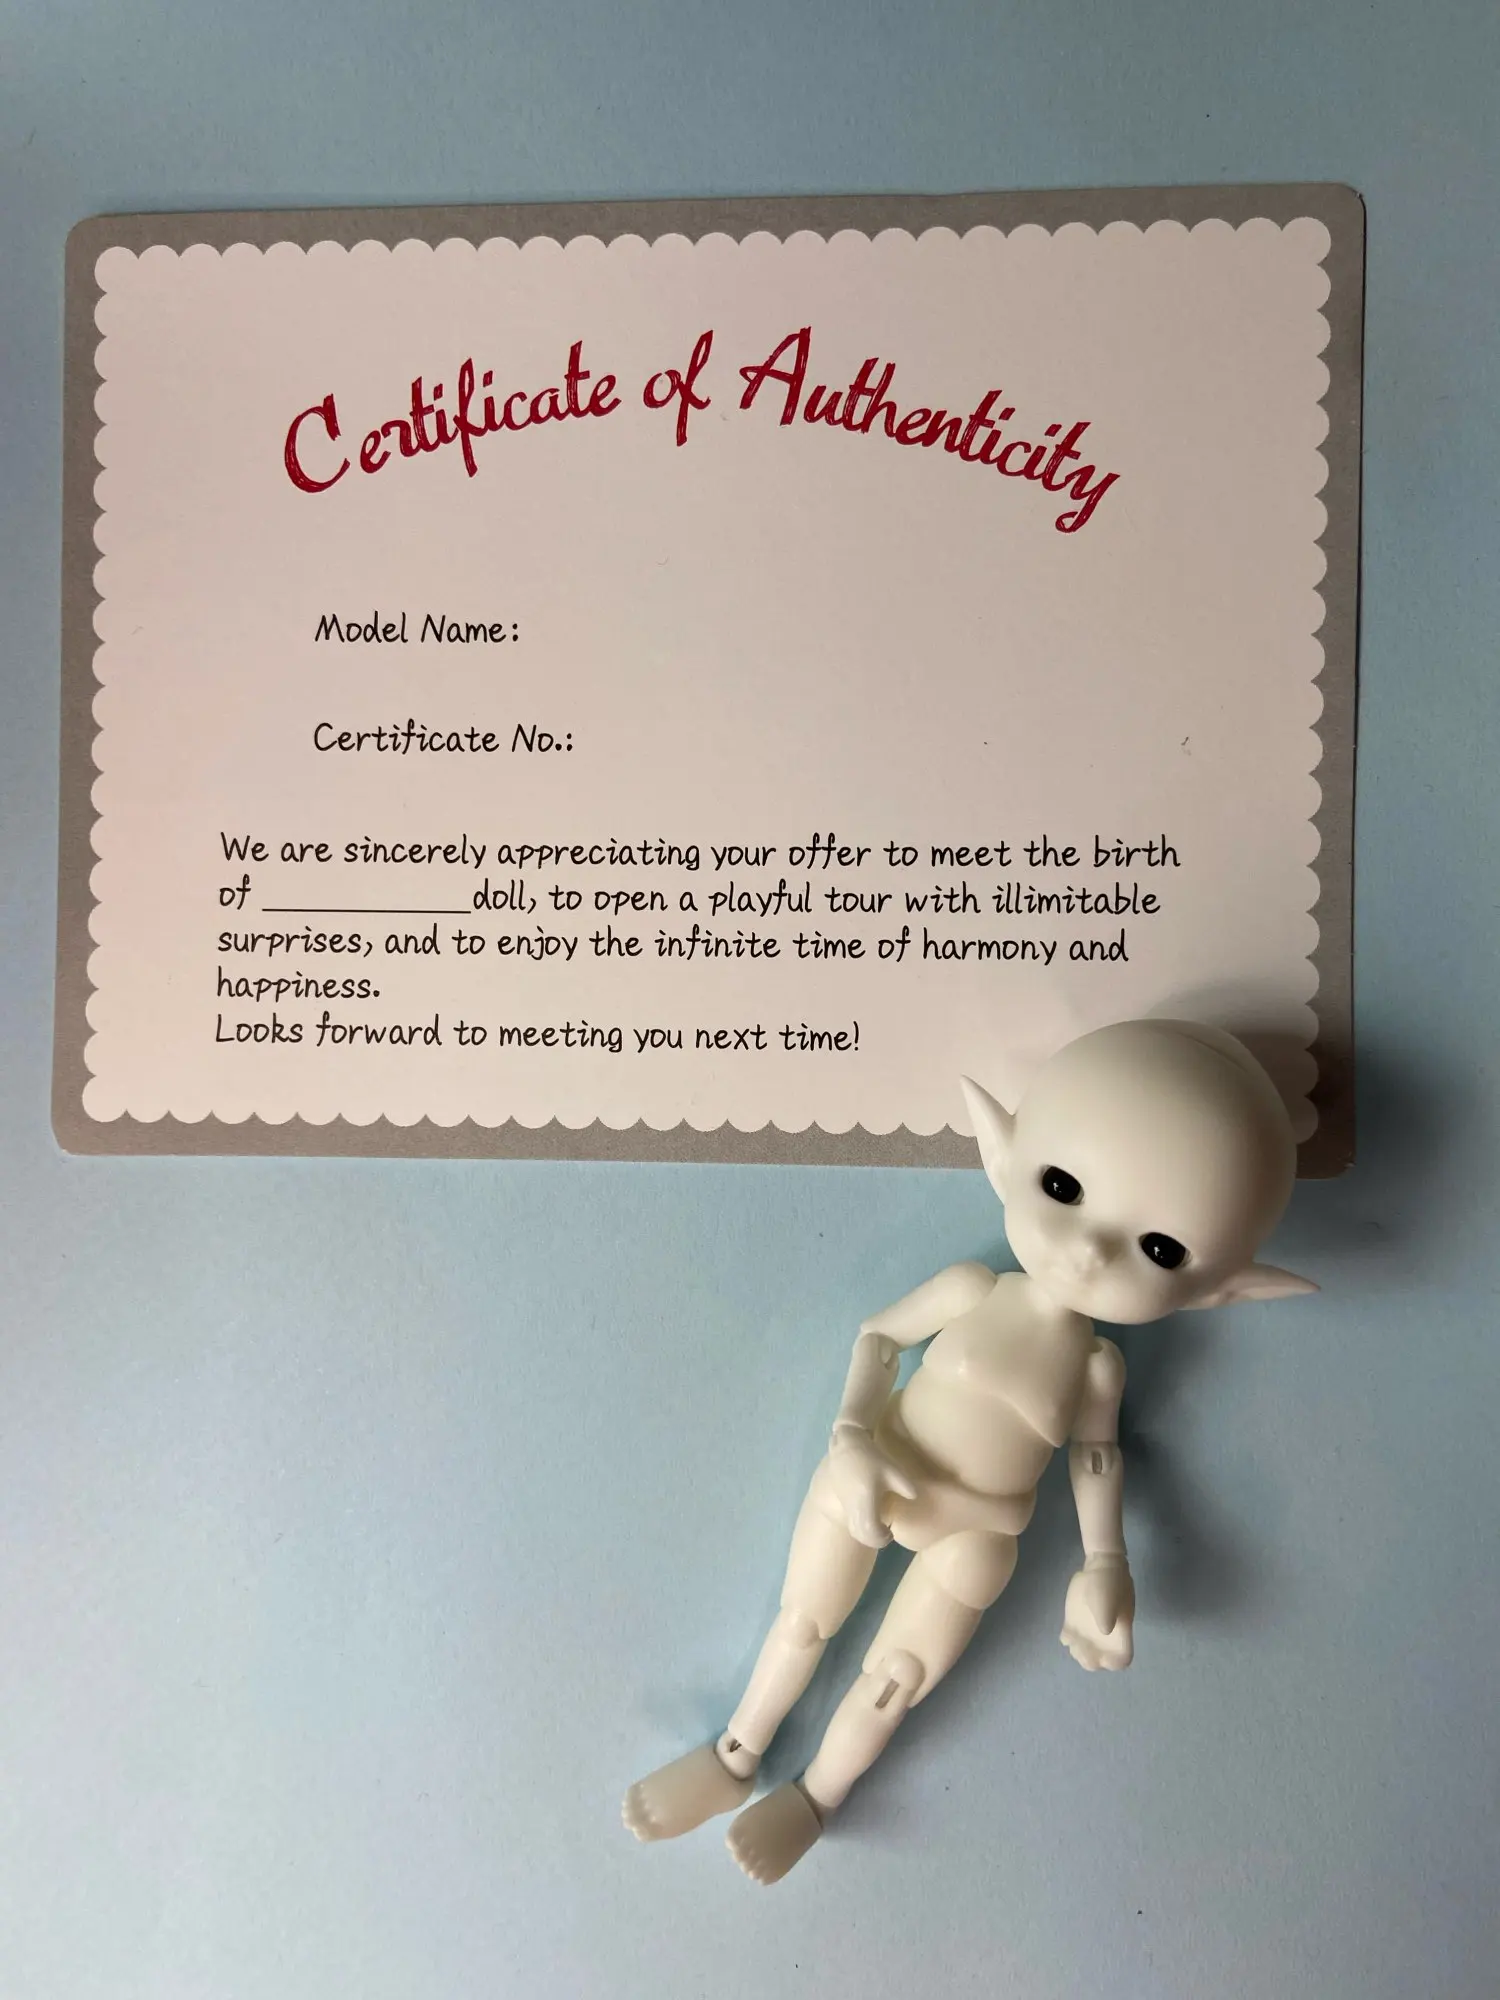 Certificate of Authenticity
Model Name:
Certificate No.:
We are sincerely appreciating your offer to meet the birth
of ____________doll, to open a playful tour with illimitable
surprises, and to enjoy the infinite time of harmony and
happiness.
Looks forward to meeting you next time!